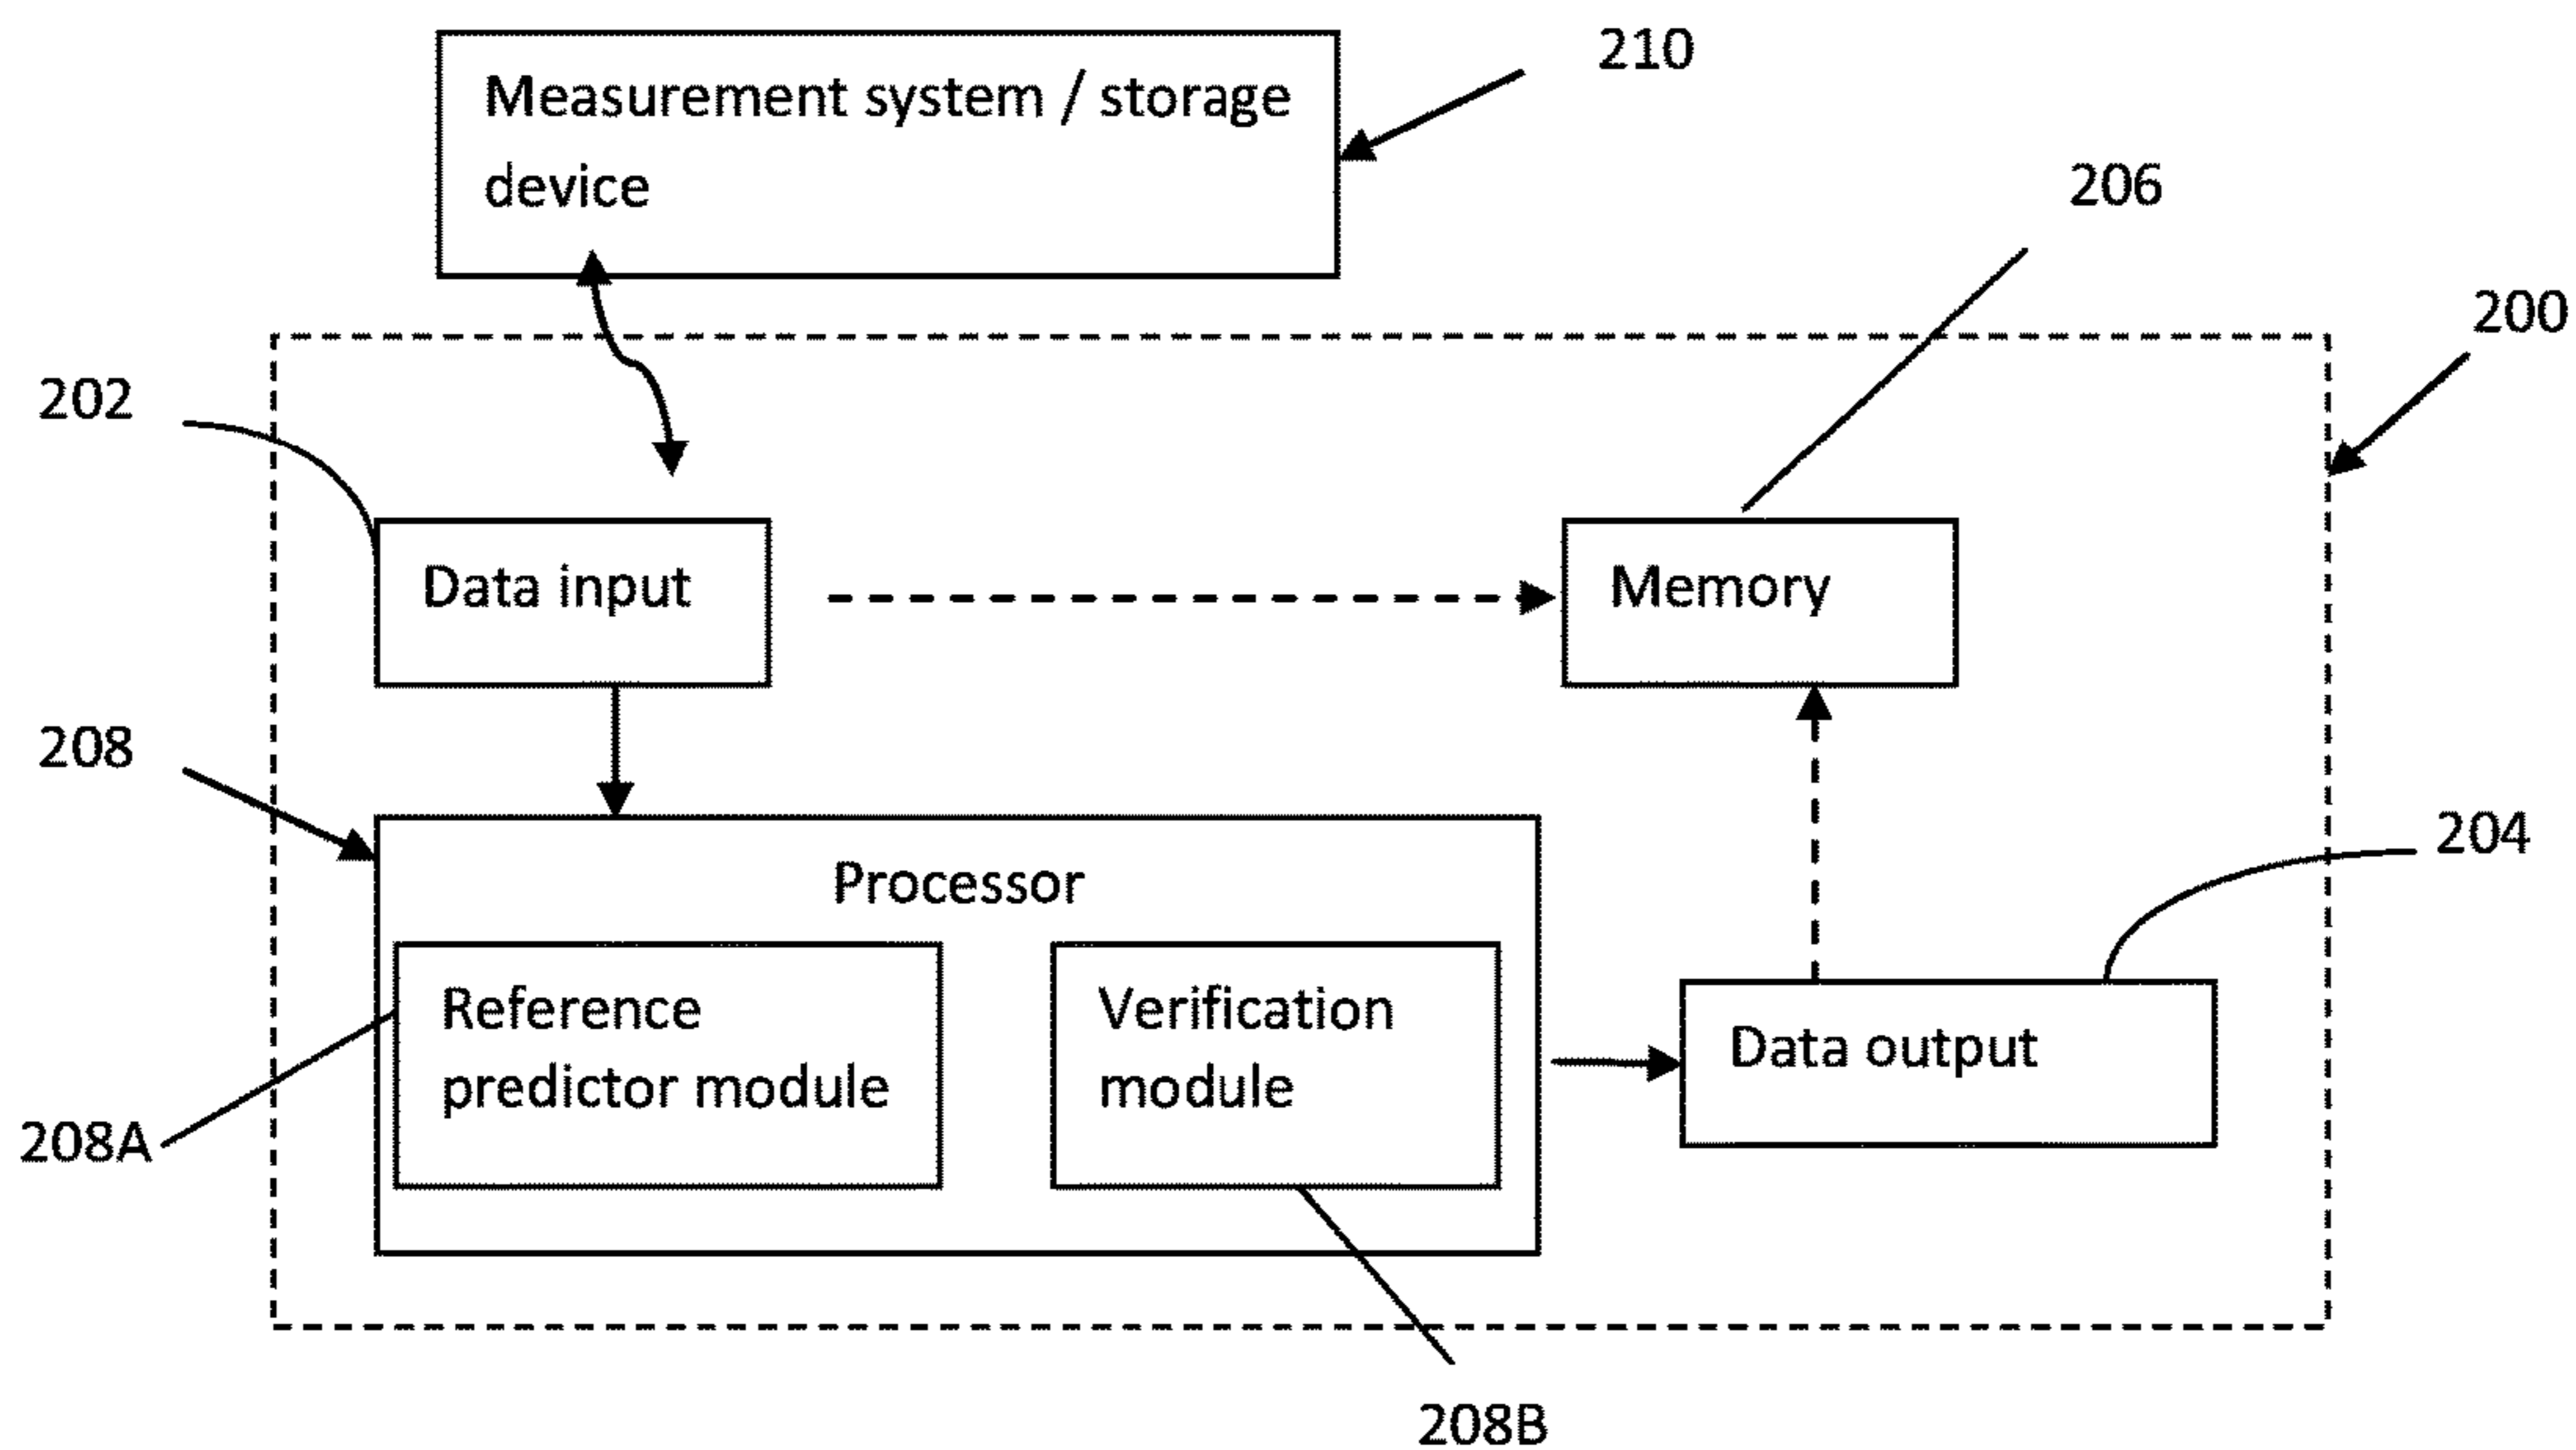 210
Measurement system / storage
device
206
200
202
Data input
Memory
208
204
Processor
Reference
predictor module
Verification
module
Data output
208A
208B